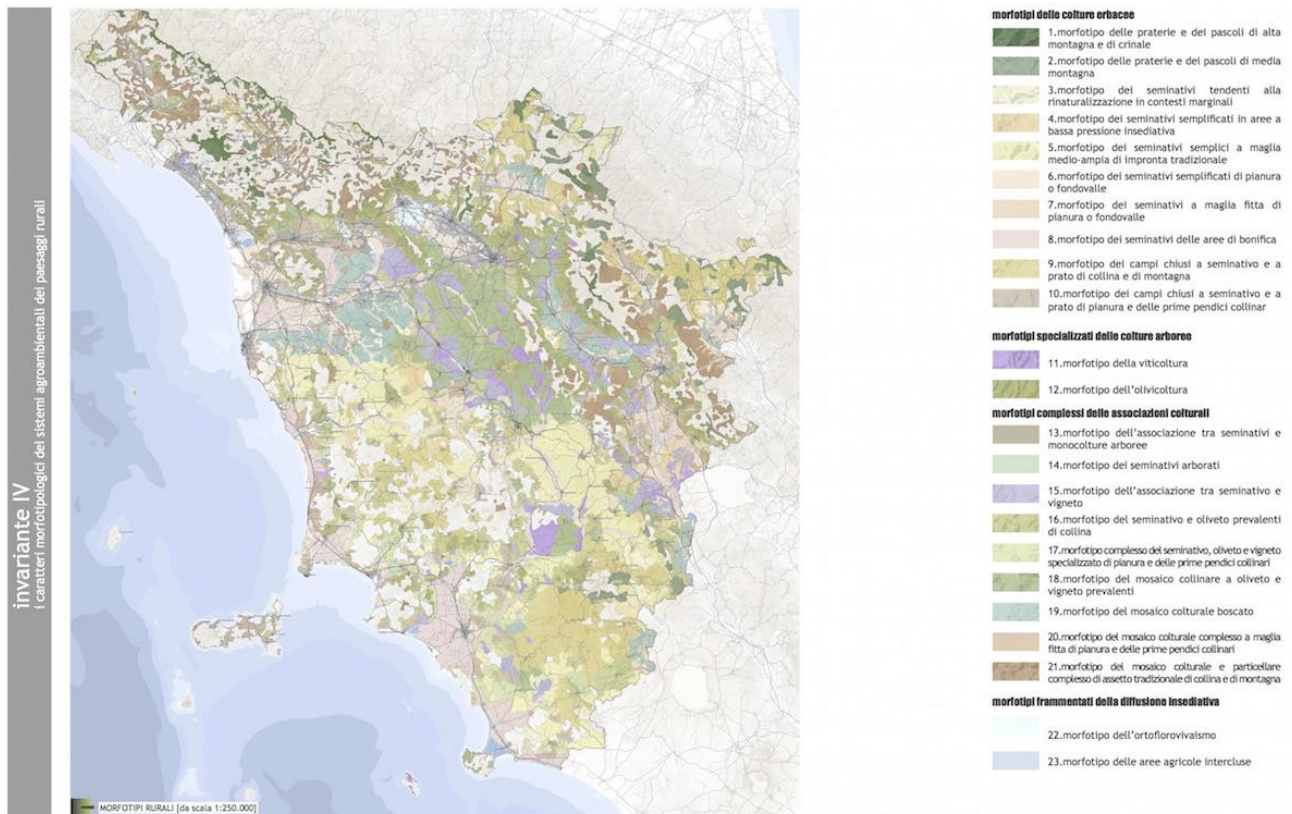 invariante IV
i caratteri morfotipologici dei sistemi agroambientali dei paesaggi rurali
MORFOTIPI RURALI [da scala 1:250.000]
morfotipi delle colture erbacee
1.morfotipo delle praterie e dei pascoli di alta
montagna e di crinale
2.morfotipo delle praterie e dei pascoli di media
montagna
3.morfotipo dei seminativi tendenti alla
rinaturalizzazione in contesti marginali
4.morfotipo dei seminativi semplificati in aree a
bassa pressione insediativa
5.morfotipo dei seminativi semplici a maglia
medio-ampia di impronta tradizionale
6.morfotipo dei seminativi semplificati di pianura
o fondovalle
7.morfotipo dei seminativi a maglia fitta di
pianura o fondovalle
8.morfotipo dei seminativi delle aree di bonifica
9.morfotipo dei campi chiusi a seminativo e a
prato di collina e di montagna
10.morfotipo dei campi chiusi a seminativo e a
prato di pianura e delle prime pendici collinar
morfotipi specializzati delle colture arboree
11.morfotipo della viticoltura
12.morfotipo dell'olivicoltura
morfotipi complessi delle associazioni colturali
13.morfotipo dell'associazione tra seminativi e
monocolture arboree
14.morfotipo dei seminativi arborati
15.morfotipo dell'associazione tra seminativo e
vigneto
16.morfotipo del seminativo e oliveto prevalenti
di collina
17.morfotipo complesso del seminativo, oliveto e vigneto
specializzato di pianura e delle prime pendici collinari
18.morfotipo del mosaico collinare a oliveto e
vigneto prevalenti
19.morfotipo del mosaico colturale boscato
20.morfotipo del mosaico colturale complesso a maglia
fitta di pianura e delle prime pendici collinari
21.morfotipo del mosaico colturale e particellare
complesso di assetto tradizionale di collina e di montagna
morfotipi frammentati della diffusione insediativa
22.morfotipo dell'ortoflorovivaismo
23.morfotipo delle aree agricole intercluse